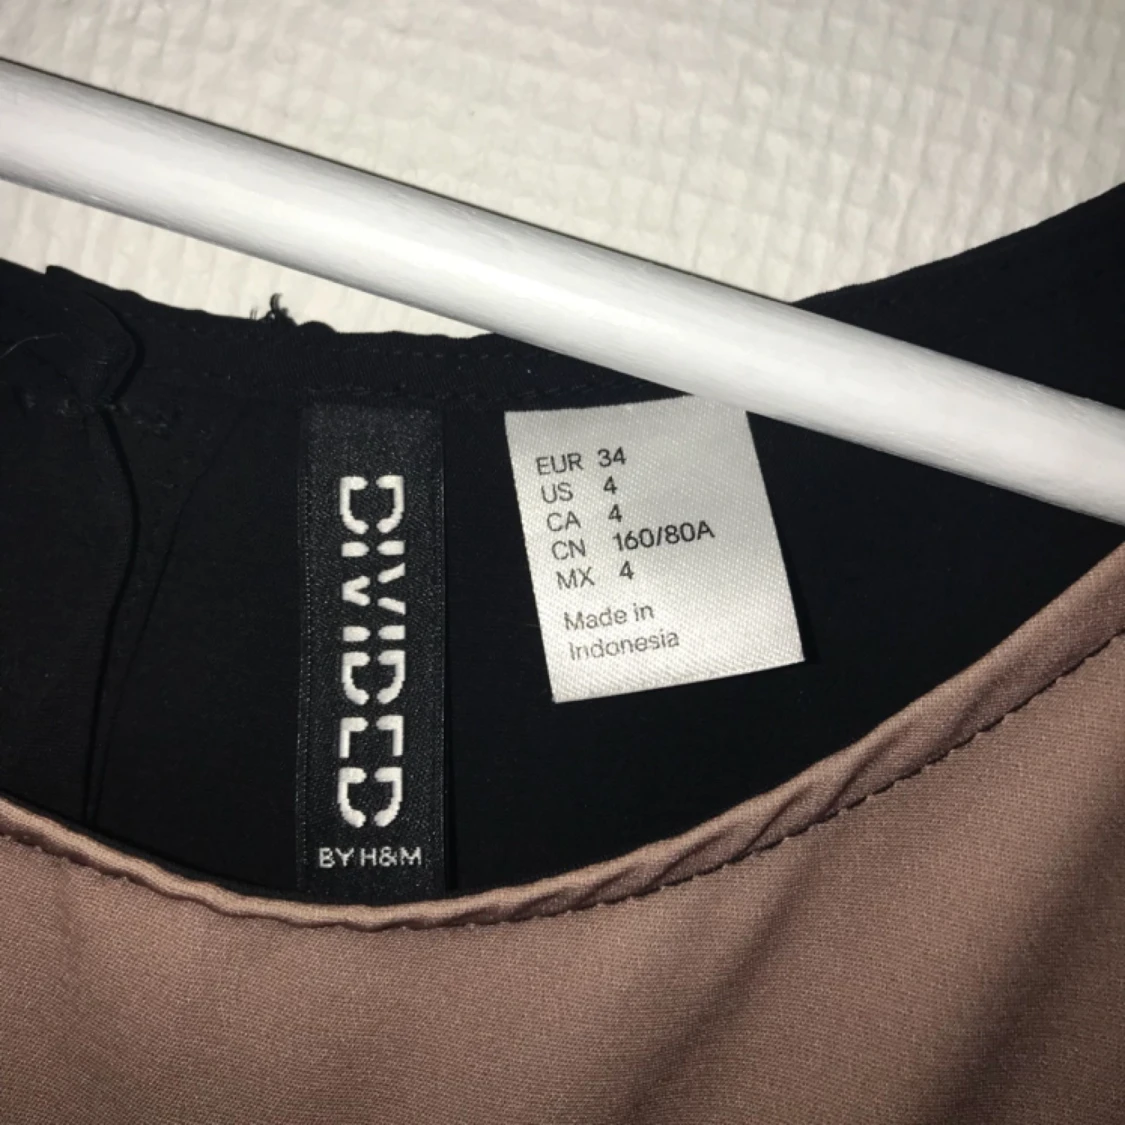 DIVIDED
BY H&M
EUR 34
US 4
CA 4
CN 160/80A
MX 4
Made in
Indonesia